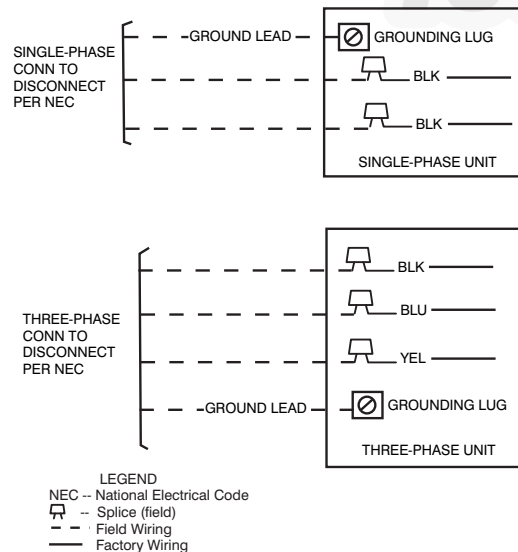 SINGLE-PHASE
CONN TO
DISCONNECT
PER NEC
GROUND LEAD
GROUNDING LUG
BLK
BLK
SINGLE-PHASE UNIT
THREE-PHASE
CONN TO
DISCONNECT
PER NEC
BLK
BLU
YEL
GROUND LEAD
GROUNDING LUG
THREE-PHASE UNIT
LEGEND
NEC -- National Electrical Code
-- Splice (field)
Field Wiring
Factory Wiring